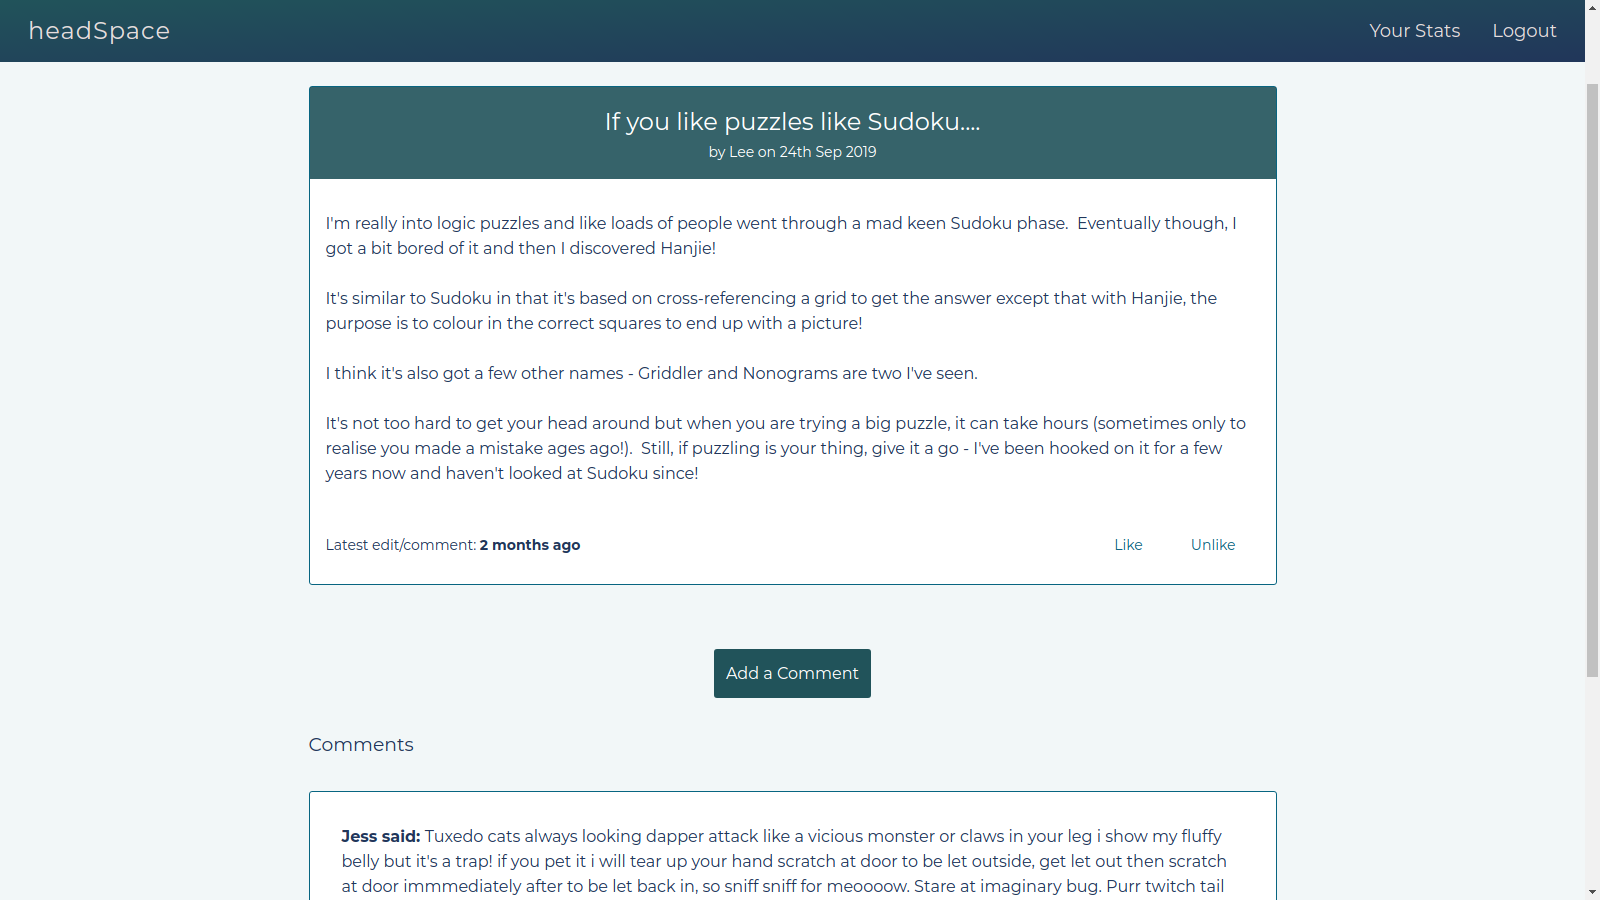 headSpace
Your Stats
Logout
If you like puzzles like Sudoku....
by Lee on 24th Sep 2019
I'm really into logic puzzles and like loads of people went through a mad keen Sudoku phase.  Eventually though, I
got a bit bored of it and then I discovered Hanjie!
It's similar to Sudoku in that it's based on cross-referencing a grid to get the answer except that with Hanjie, the
purpose is to colour in the correct squares to end up with a picture!
I think it's also got a few other names - Griddler and Nonograms are two I've seen.
It's not too hard to get your head around but when you are trying a big puzzle, it can take hours (sometimes only to
realise you made a mistake ages ago!).  Still, if puzzling is your thing, give it a go - I've been hooked on it for a few
years now and haven't looked at Sudoku since!
Latest edit/comment: 2 months ago
Like
Unlike
Add a Comment
Comments
Jess said: Tuxedo cats always looking dapper attack like a vicious monster or claws in your leg i show my fluffy
belly but it's a trap! if you pet it i will tear up your hand scratch at door to be let outside, get let out then scratch
at door immmediately after to be let back in, so sniff sniff for meoooow. Stare at imaginary bug. Purr twitch tail